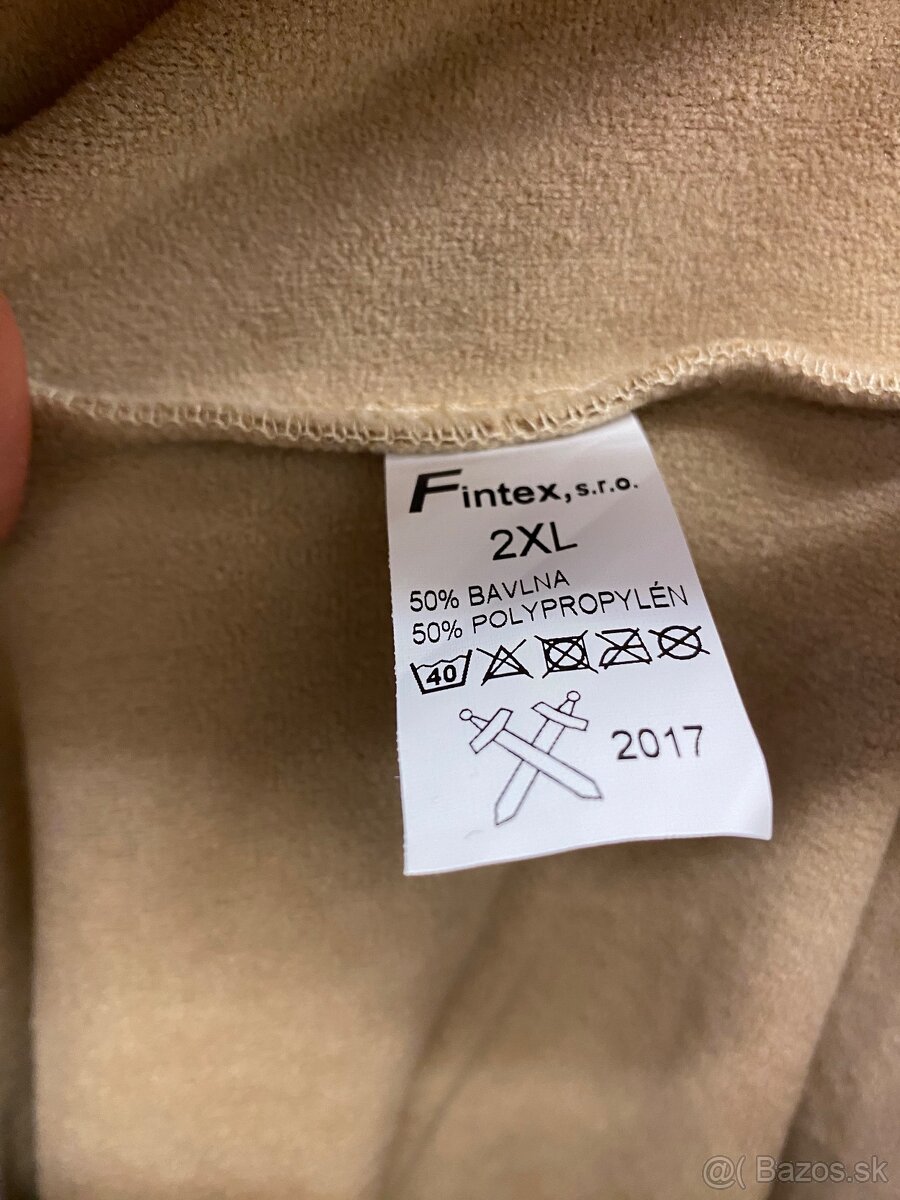 Fintex, s.r.o.
2XL
50% BAVLNA
50% POLYPROPYLÉN
40
2017
@( Bazos.sk